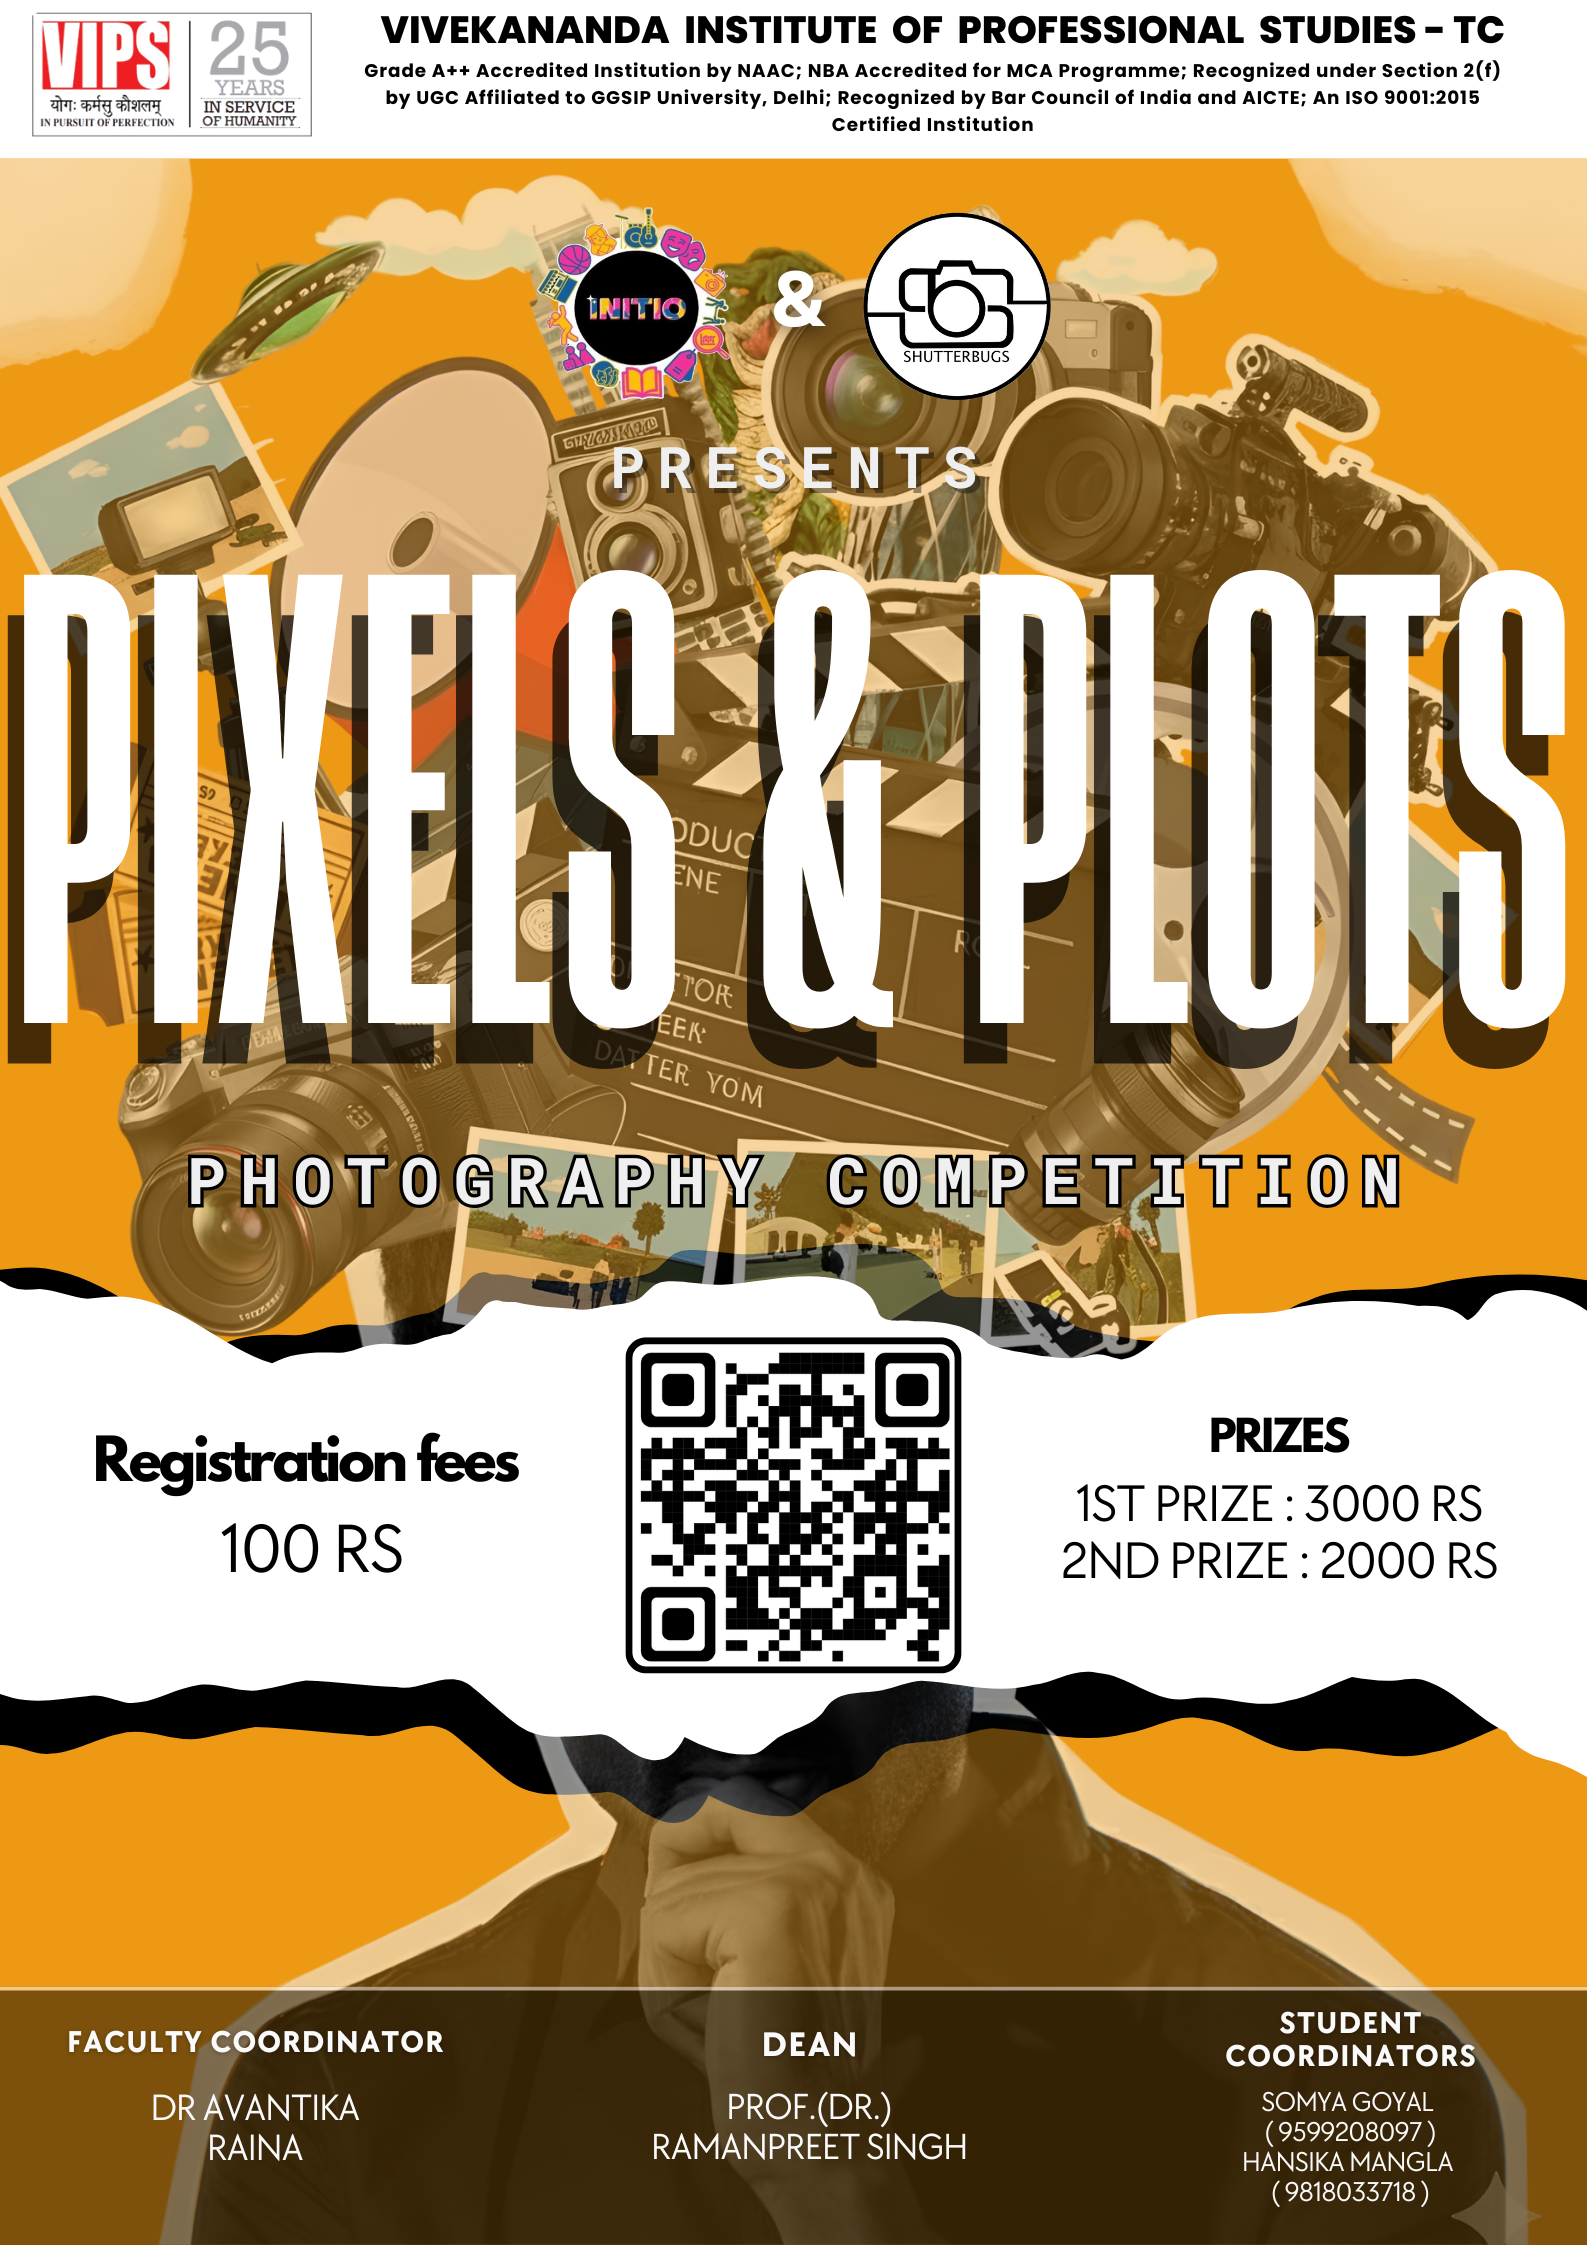 VIPS
योगः कर्मसु कौशलम्
IN PURSUIT OF PERFECTION
25
YEARS
IN SERVICE
OF HUMANITY
VIVEKANANDA INSTITUTE OF PROFESSIONAL STUDIES – TC
Grade A++ Accredited Institution by NAAC; NBA Accredited for MCA Programme; Recognized under Section 2(f)
by UGC Affiliated to GGSIP University, Delhi; Recognized by Bar Council of India and AICTE; An ISO 9001:2015
Certified Institution
INITIO
&
SHUTTERBUGS
PRESENTS
PIXELS & PLOTS
PHOTOGRAPHY COMPETITION
Registration fees
100 RS
PRIZES
1ST PRIZE : 3000 RS
2ND PRIZE : 2000 RS
FACULTY COORDINATOR
DR AVANTIKA
RAINA
DEAN
PROF.(DR.)
RAMANPREET SINGH
STUDENT
COORDINATORS
SOMYA GOYAL
( 9599208097 )
HANSIKA MANGLA
( 9818033718 )